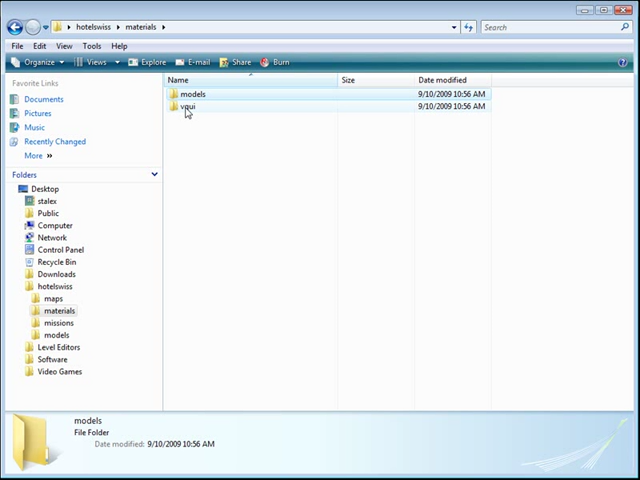 hotelswiss materials Search
File Edit View Tools Help
Organize Views Explore E-mail Share Burn
Favorite Links
Documents
Pictures
Music
Recently Changed
More »
Folders
Desktop
stalex
Public
Computer
Network
Control Panel
Recycle Bin
Downloads
hotelswiss
maps
materials
missions
models
Level Editors
Software
Video Games
Name Size Date modified
models 9/10/2009 10:56 AM
vgui 9/10/2009 10:56 AM
models
File Folder
Date modified: 9/10/2009 10:56 AM